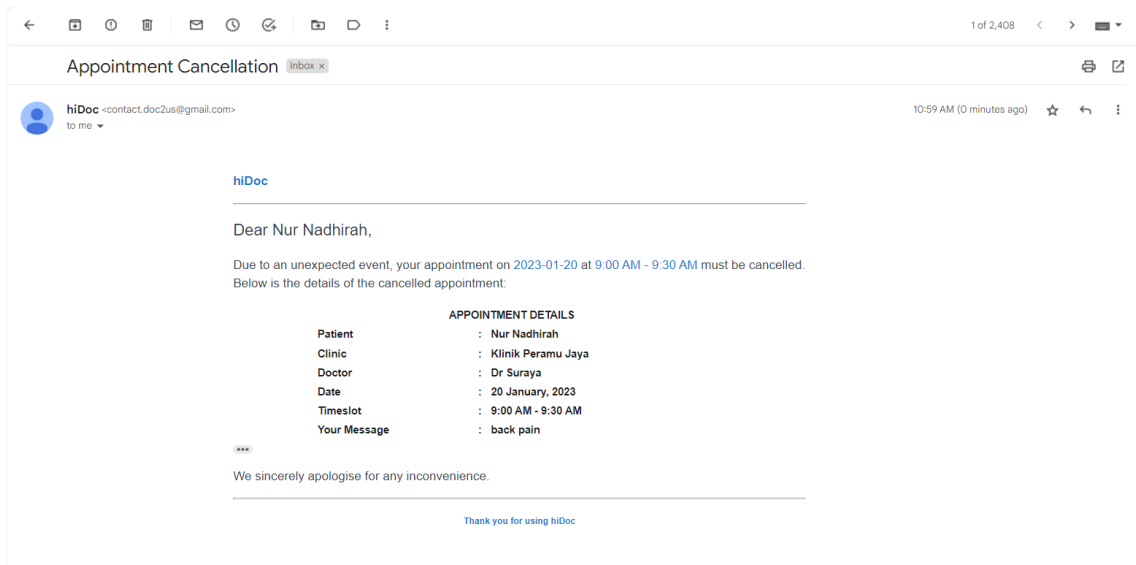 1 of 2,408
Appointment Cancellation Inbox ×
hiDoc <contact.doc2us@gmail.com>
10:59 AM (0 minutes ago)
to me
hiDoc
Dear Nur Nadhirah,
Due to an unexpected event, your appointment on 2023-01-20 at 9:00 AM - 9:30 AM must be cancelled.
Below is the details of the cancelled appointment:
APPOINTMENT DETAILS
Patient : Nur Nadhirah
Clinic : Klinik Peramu Jaya
Doctor : Dr Suraya
Date : 20 January, 2023
Timeslot : 9:00 AM - 9:30 AM
Your Message : back pain
We sincerely apologise for any inconvenience.
Thank you for using hiDoc